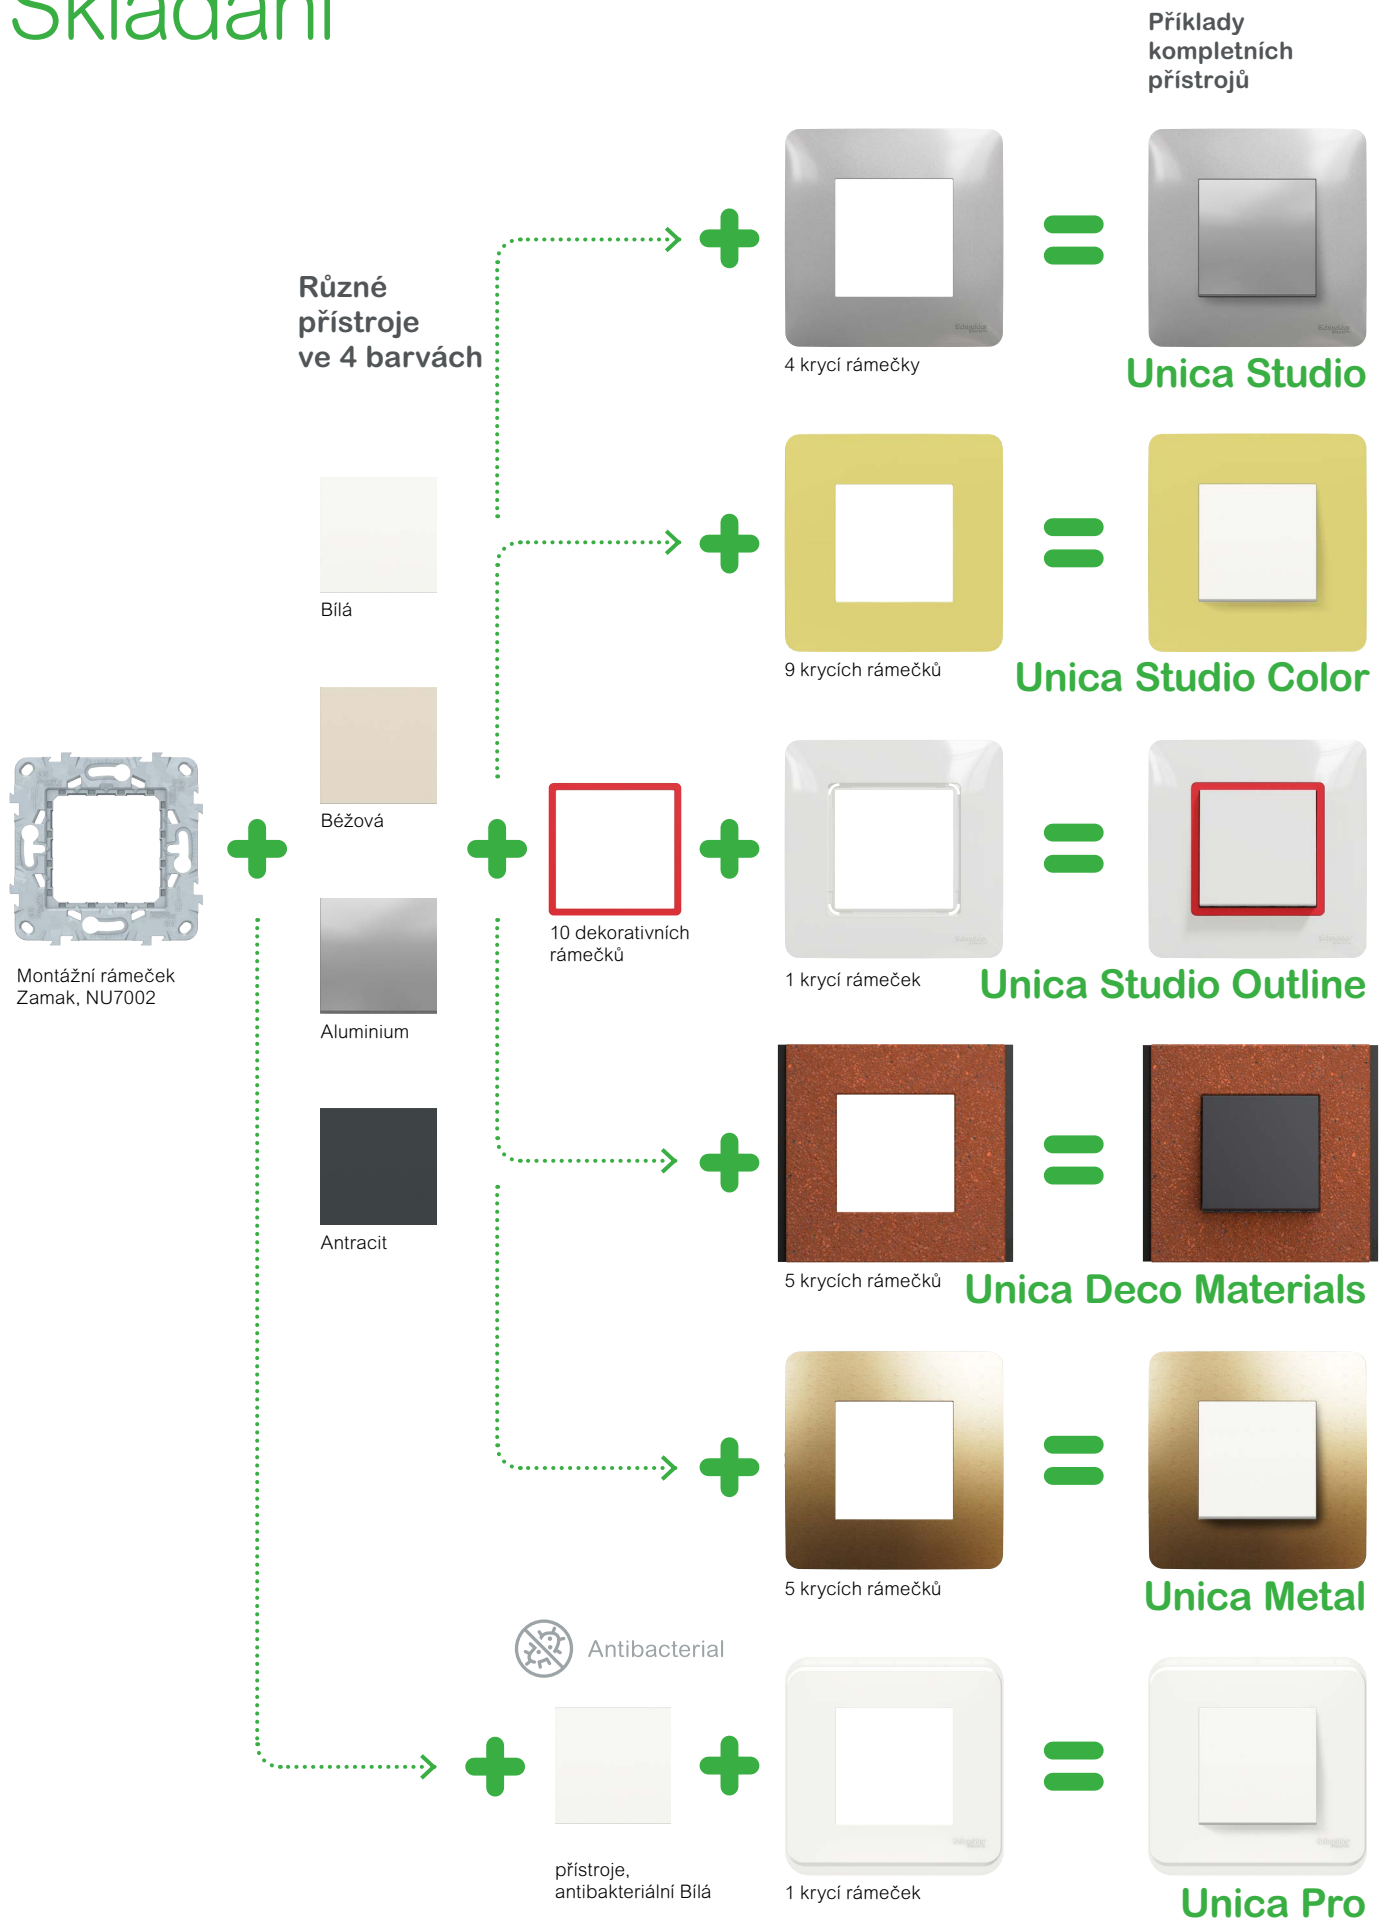 Skládání
Příklady
kompletních
přístrojů
Různé
přístroje
ve 4 barvách
4 krycí rámečky
Unica Studio
Bílá
9 krycích rámečků
Unica Studio Color
Béžová
10 dekorativních
rámečků
Montážní rámeček
Zamak, NU7002
1 krycí rámeček
Unica Studio Outline
Aluminium
Antracit
5 krycích rámečků
Unica Deco Materials
5 krycích rámečků
Unica Metal
Antibacterial
přístroje,
antibakteriální Bílá
1 krycí rámeček
Unica Pro